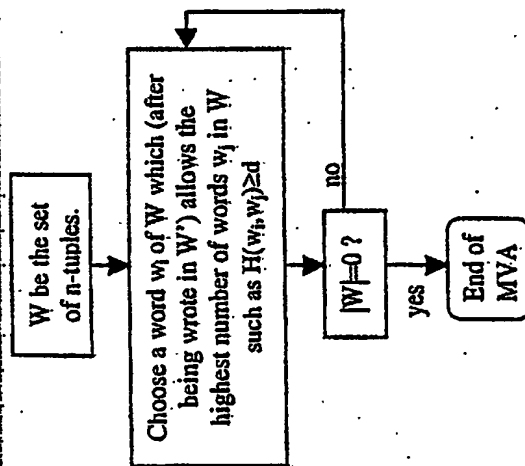 W be the set
of n-tuples.
Choose a word wᵢ of W which (after
being wrote in W') allows the
highest number of words wⱼ in W
such as H(wᵢ,wⱼ)≥d
no
|W|=0 ?
yes
End of
MVA